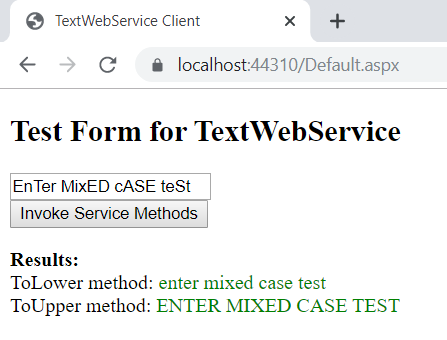 TextWebService Client
localhost:44310/Default.aspx
Test Form for TextWebService
EnTer MixED cASE teSt
Invoke Service Methods
Results:
ToLower method: enter mixed case test
ToUpper method: ENTER MIXED CASE TEST